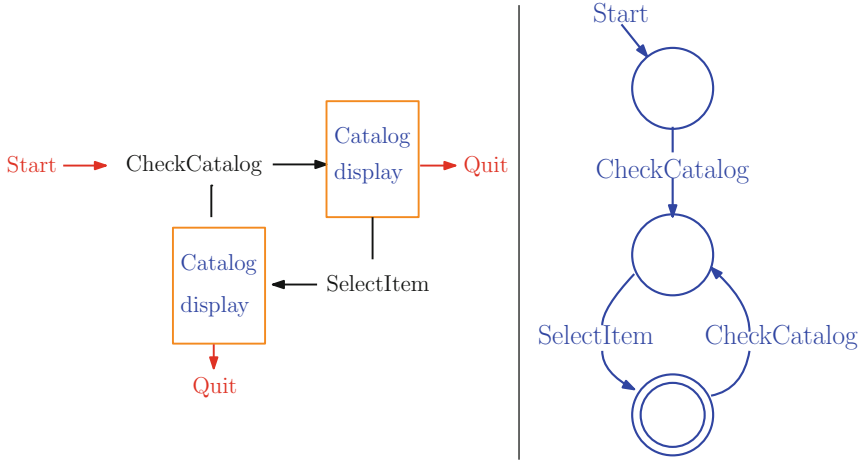 Start
CheckCatalog
Catalog
display
Quit
Catalog
display
SelectItem
Quit
Start
CheckCatalog
SelectItem
CheckCatalog